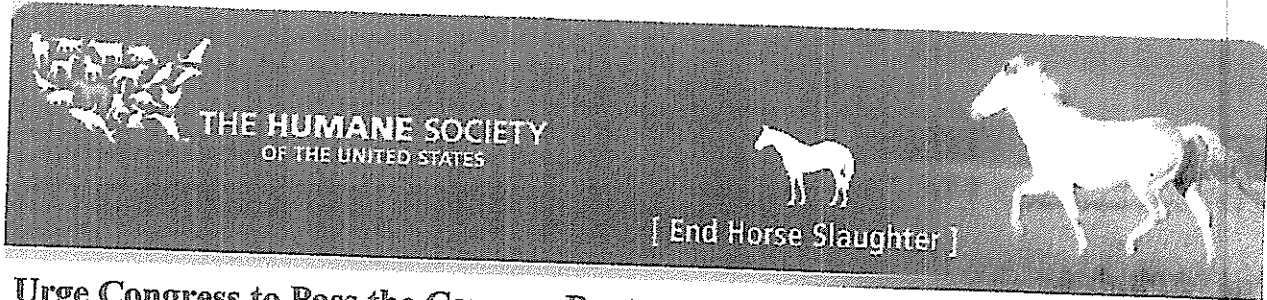 THE HUMANE SOCIETY
OF THE UNITED STATES
[ End Horse Slaughter ]
Urge Congress to Pass the